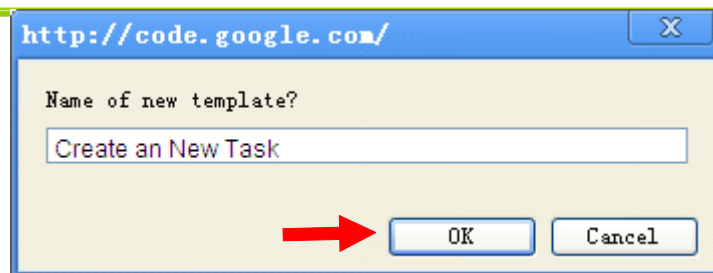 http://code.google.com/
Name of new template?
Create an New Task
OK Cancel